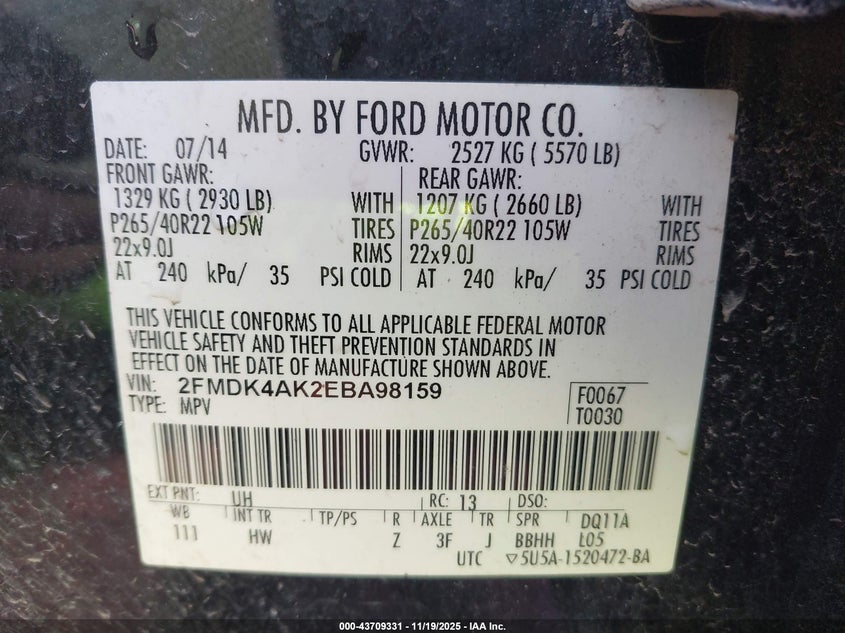 MFD. BY FORD MOTOR CO.
DATE: 07/14 GVWR: 2527 KG ( 5570 LB)
FRONT GAWR: REAR GAWR:
1329 KG ( 2930 LB) WITH 1207 KG ( 2660 LB) WITH
P265/40R22 105W TIRES P265/40R22 105W TIRES
22x9.0J RIMS 22x9.0J RIMS
AT 240 kPa/ 35 PSI COLD AT 240 kPa/ 35 PSI COLD
THIS VEHICLE CONFORMS TO ALL APPLICABLE FEDERAL MOTOR
VEHICLE SAFETY AND THEFT PREVENTION STANDARDS IN
EFFECT ON THE DATE OF MANUFACTURE SHOWN ABOVE.
VIN: 2FMDK4AK2EBA98159 F0067
TYPE: MPV T0030
EXT PNT: UH RC: 13 DSO:
WB INT TR TP/PS R AXLE TR SPR DQ11A
111 HW Z 3F J BBHH L05
UTC ▽5U5A-1520472-BA
000-43709331 - 11/19/2025 - IAA Inc.